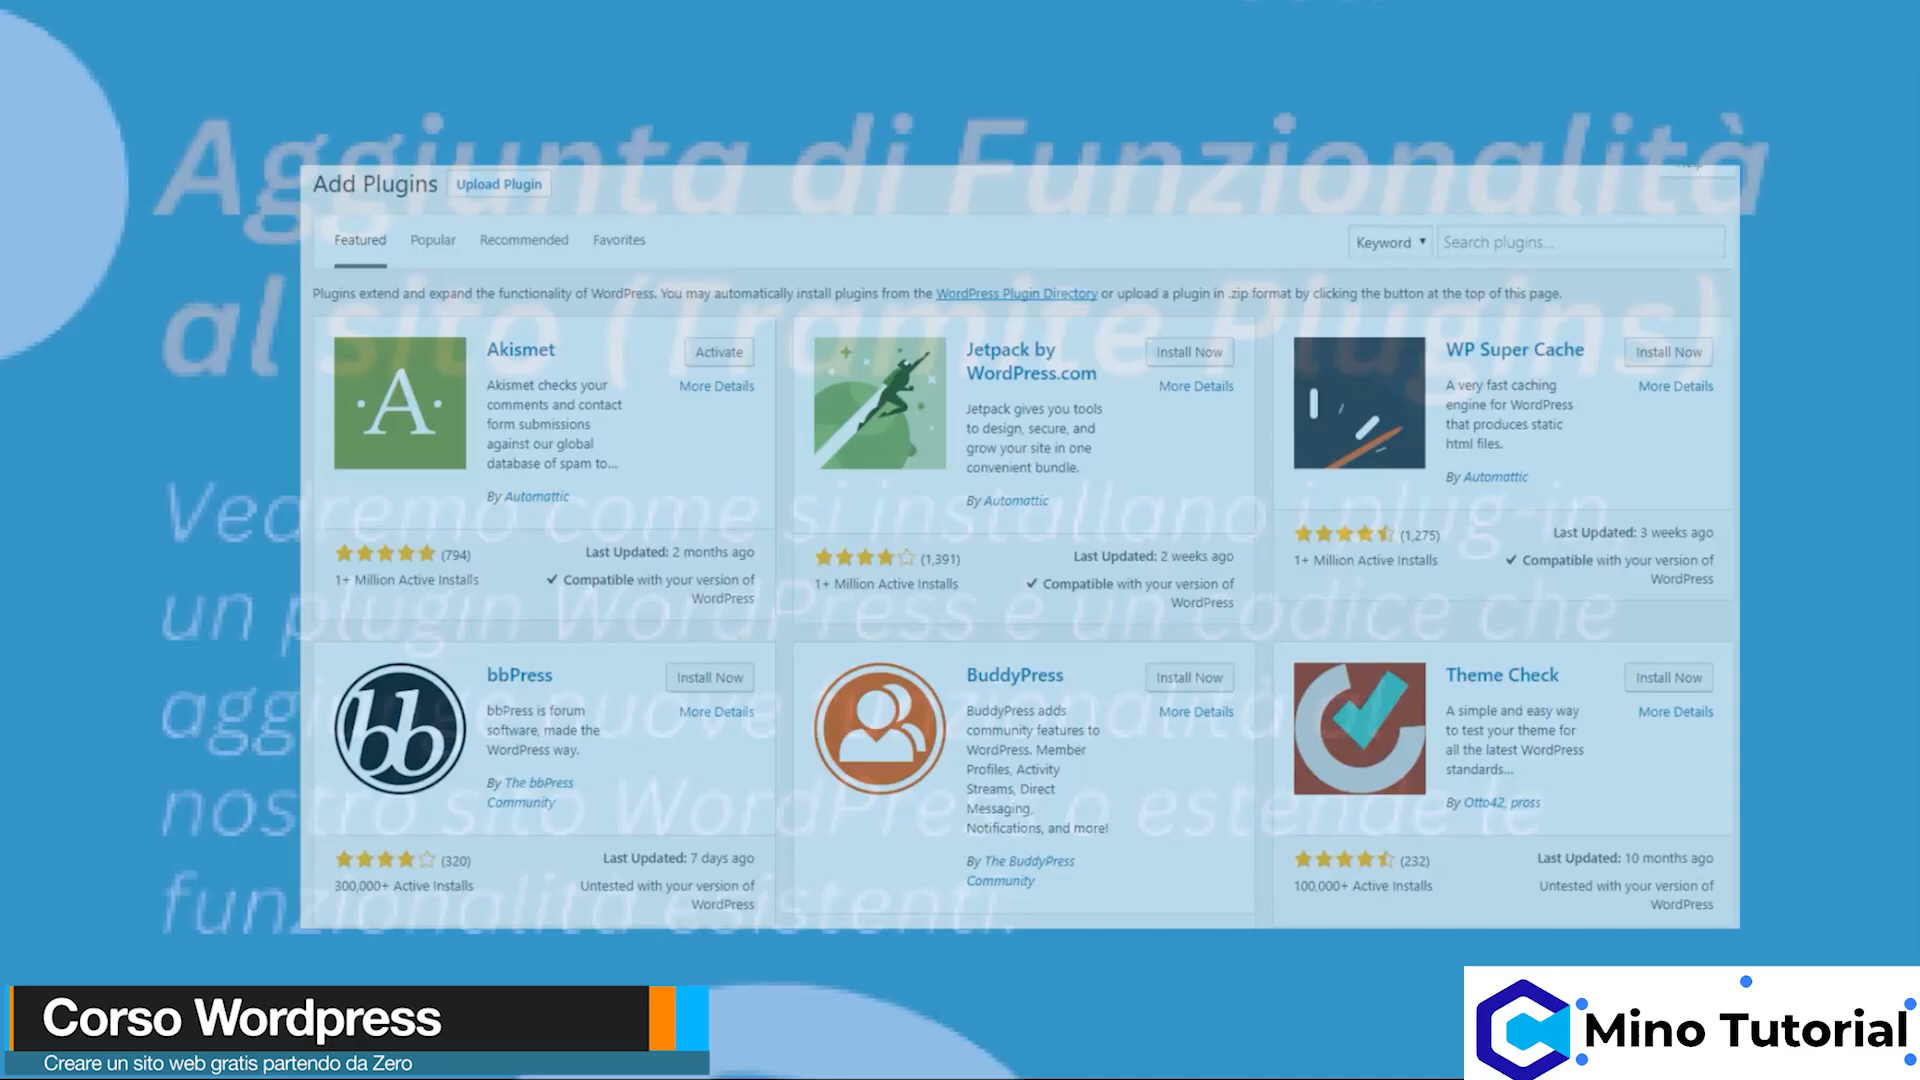 Aggiunta di Funzionalità
al sito (Tramite Plugins)
Vedremo come si installano i plug-in
un plugin WordPress è un codice che
aggiunge nuove funzionalità al
nostro sito WordPress o estende le
funzionalità esistenti.
Add Plugins
Upload Plugin
Help
Featured
Popular
Recommended
Favorites
Keyword
Search plugins...
Plugins extend and expand the functionality of WordPress. You may automatically install plugins from the WordPress Plugin Directory or upload a plugin in .zip format by clicking the button at the top of this page.
A
Akismet
Activate
More Details
Akismet checks your
comments and contact
form submissions
against our global
database of spam to...
By Automattic
(794)
Last Updated: 2 months ago
1+ Million Active Installs
Compatible with your version of
WordPress
Jetpack by
WordPress.com
Install Now
More Details
Jetpack gives you tools
to design, secure, and
grow your site in one
convenient bundle.
By Automattic
(1,391)
Last Updated: 2 weeks ago
1+ Million Active Installs
Compatible with your version of
WordPress
WP Super Cache
Install Now
More Details
A very fast caching
engine for WordPress
that produces static
html files.
By Automattic
(1,275)
Last Updated: 3 weeks ago
1+ Million Active Installs
Compatible with your version of
WordPress
bb
bbPress
Install Now
More Details
bbPress is forum
software, made the
WordPress way.
By The bbPress
Community
(320)
Last Updated: 7 days ago
300,000+ Active Installs
Untested with your version of
WordPress
BuddyPress
Install Now
More Details
BuddyPress adds
community features to
WordPress. Member
Profiles, Activity
Streams, Direct
Messaging,
Notifications, and more!
By The BuddyPress
Community
Theme Check
Install Now
More Details
A simple and easy way
to test your theme for
all the latest WordPress
standards...
By Otto42, pross
(232)
Last Updated: 10 months ago
100,000+ Active Installs
Untested with your version of
WordPress
Corso Wordpress
Creare un sito web gratis partendo da Zero
Mino Tutorial